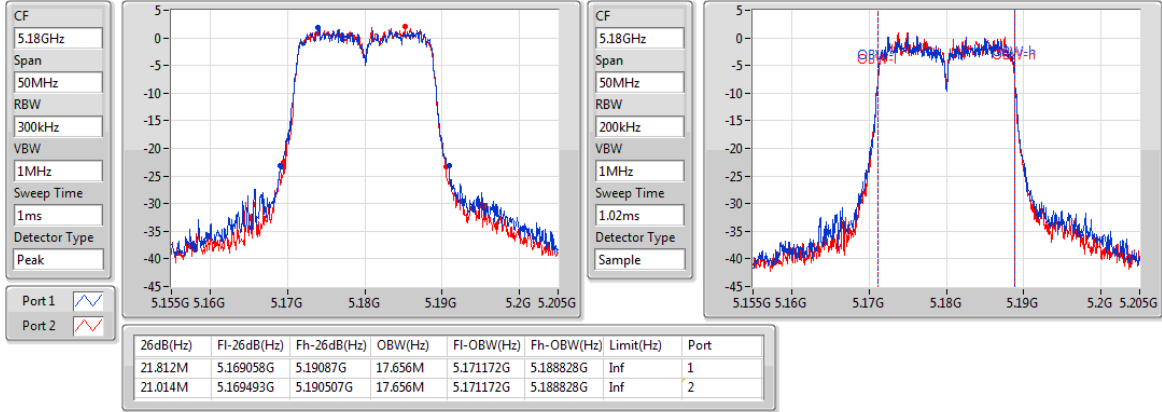 CF
5.18GHz
Span
50MHz
RBW
300kHz
VBW
1MHz
Sweep Time
1ms
Detector Type
Peak
Port 1
Port 2
5
0
-5
-10
-15
-20
-25
-30
-35
-40
-45
5.155G 5.16G 5.17G 5.18G 5.19G 5.2G 5.205G
CF
5.18GHz
Span
50MHz
RBW
200kHz
VBW
1MHz
Sweep Time
1.02ms
Detector Type
Sample
5
0
-5
-10
-15
-20
-25
-30
-35
-40
-45
OBW-l OBW-h
5.155G 5.16G 5.17G 5.18G 5.19G 5.2G 5.205G
26dB(Hz) Fl-26dB(Hz) Fh-26dB(Hz) OBW(Hz) Fl-OBW(Hz) Fh-OBW(Hz) Limit(Hz) Port
21.812M 5.169058G 5.19087G 17.656M 5.171172G 5.188828G Inf 1
21.014M 5.169493G 5.190507G 17.656M 5.171172G 5.188828G Inf 2